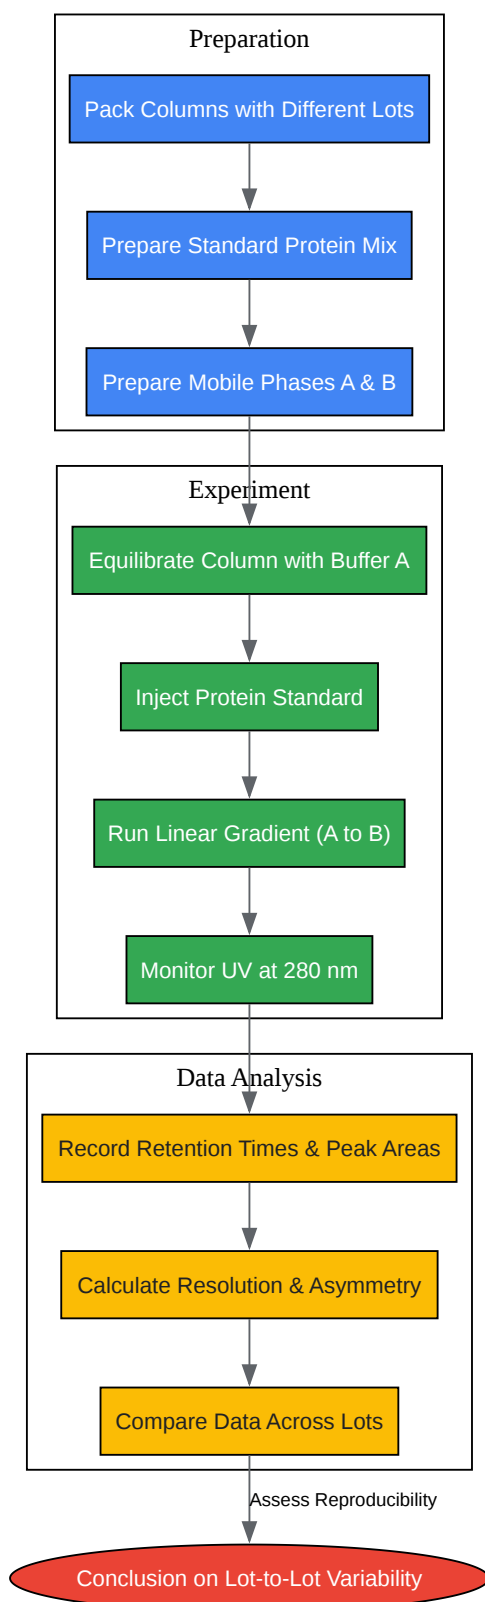 Preparation
Pack Columns with Different Lots
Prepare Standard Protein Mix
Prepare Mobile Phases A & B
Experiment
Equilibrate Column with Buffer A
Inject Protein Standard
Run Linear Gradient (A to B)
Monitor UV at 280 nm
Data Analysis
Record Retention Times & Peak Areas
Calculate Resolution & Asymmetry
Compare Data Across Lots
Assess Reproducibility
Conclusion on Lot-to-Lot Variability